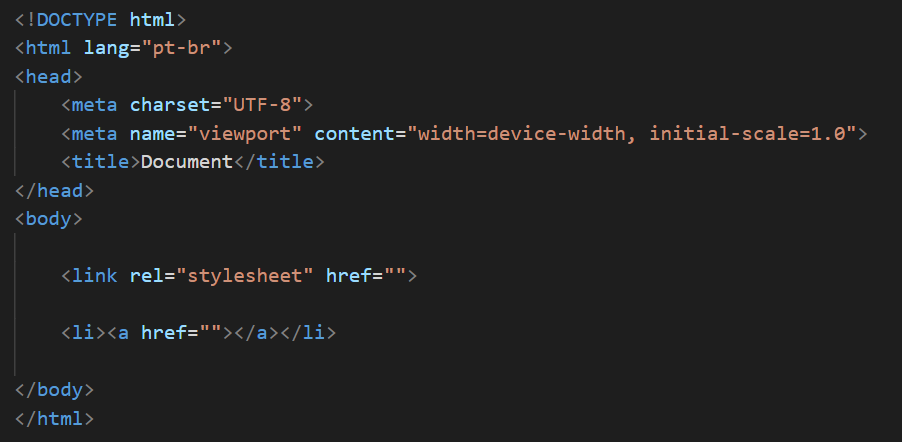 <!DOCTYPE html>
<html lang="pt-br">
<head>
    <meta charset="UTF-8">
    <meta name="viewport" content="width=device-width, initial-scale=1.0">
    <title>Document</title>
</head>
<body>
    <link rel="stylesheet" href="">
    <li><a href=""></a></li>
</body>
</html>